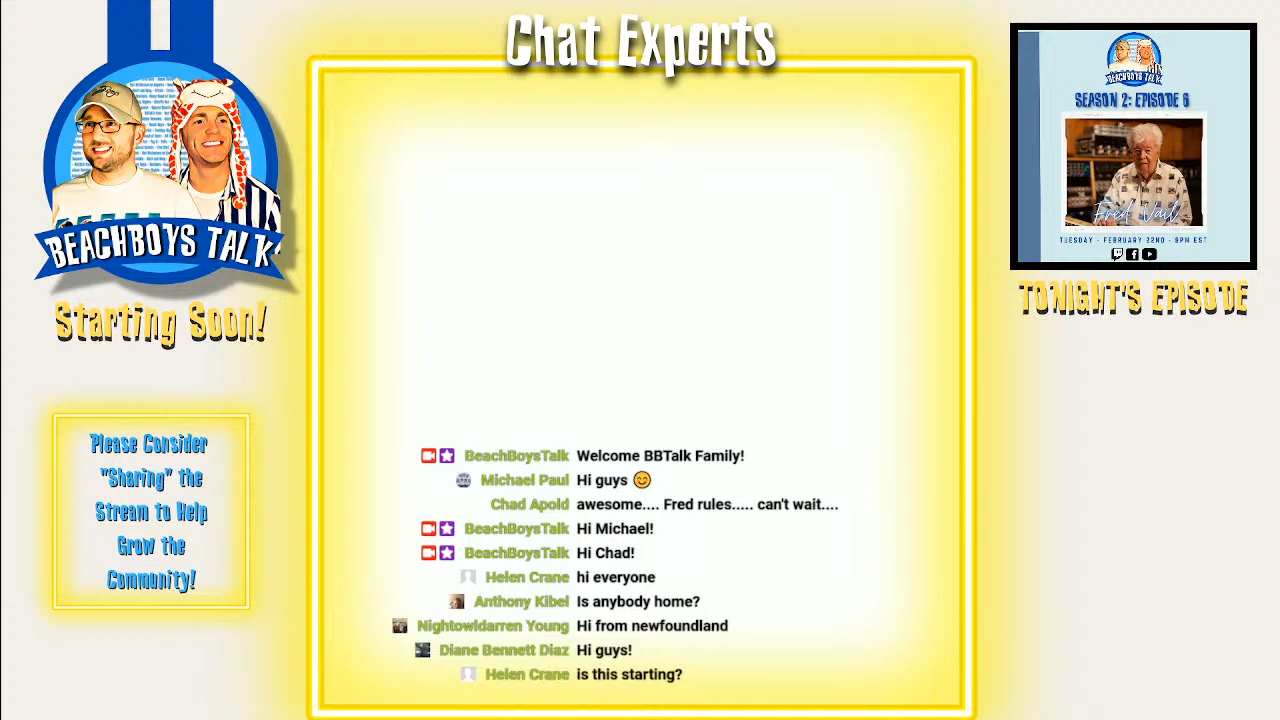 Chat Experts
BEACHBOYS TALK
Starting Soon!
Please Consider
"Sharing" the
Stream to Help
Grow the
Community!
BeachBoysTalk Welcome BBTalk Family!
Michael Paul Hi guys 😊
Chad Apold awesome.... Fred rules..... can't wait....
BeachBoysTalk Hi Michael!
BeachBoysTalk Hi Chad!
Helen Crane hi everyone
Anthony Kibel Is anybody home?
Nightowldarren Young Hi from newfoundland
Diane Bennett Diaz Hi guys!
Helen Crane is this starting?
BEACHBOYS TALK
SEASON 2: EPISODE 6
Fred Vail
TUESDAY - FEBRUARY 22ND - 8PM EST
TONIGHT'S EPISODE